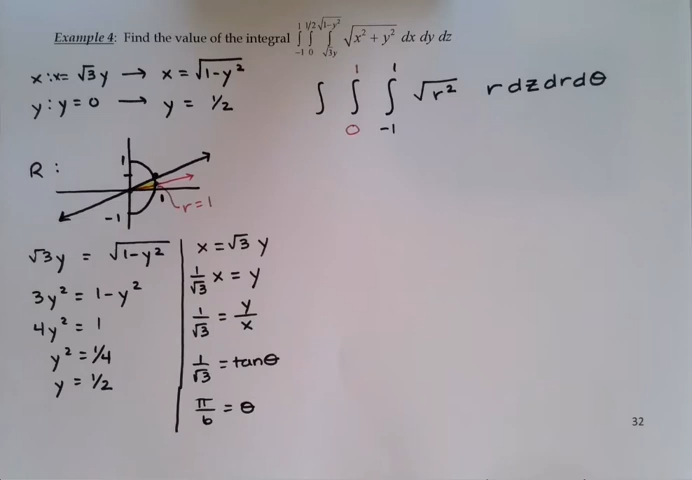 Example 4: Find the value of the integral ∫_{-1}^{1} ∫_{0}^{1/2} ∫_{√3y}^{√1-y²} √x² + y² dx dy dz
x : x = √3 y → x = √1-y²
y : y = 0 → y = 1/2
∫ ∫_{0}^{1} ∫_{-1}^{1} √r² r dz dr dθ
R :
1
-1
1
r = 1
√3y = √1-y²
3y² = 1 - y²
4y² = 1
y² = 1/4
y = 1/2
x = √3 y
1/√3 x = y
1/√3 = y/x
1/√3 = tanθ
π/6 = θ
32